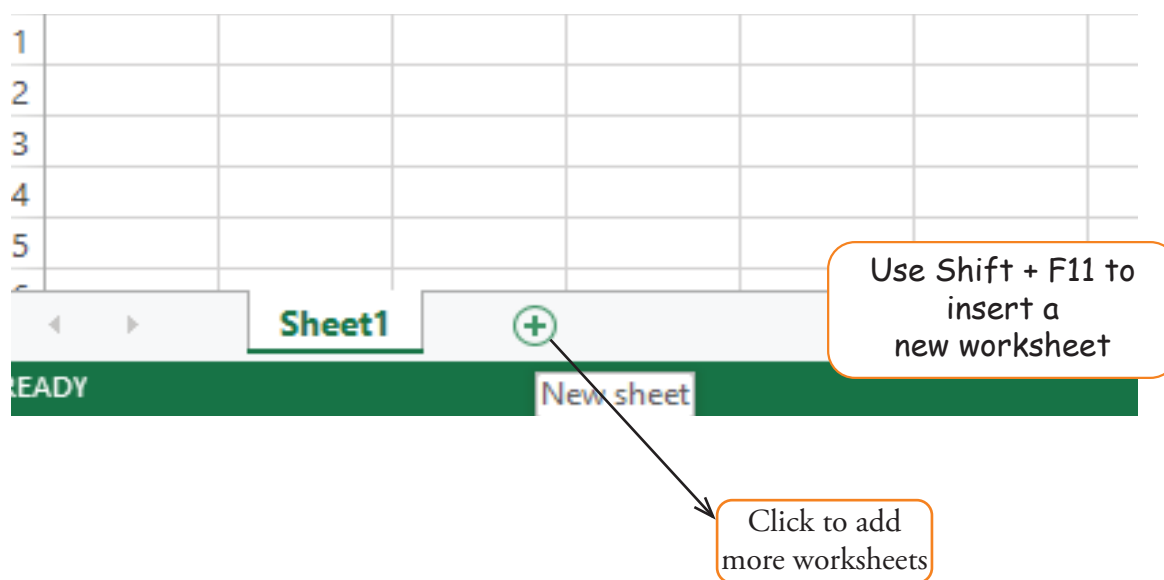 1
2
3
4
5
Use Shift + F11 to
insert a
new worksheet
Sheet1
READY
New sheet
Click to add
more worksheets